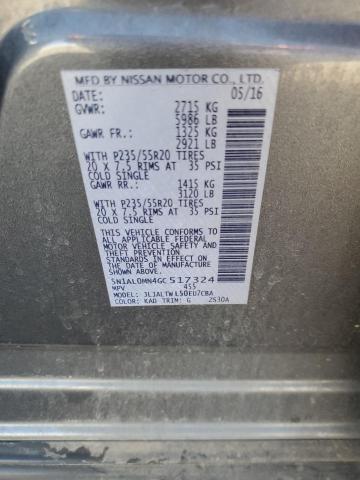 MFD BY NISSAN MOTOR CO., LTD.
DATE: 05/16
GVWR: 2715 KG
5986 LB
GAWR FR: 1325 KG
2921 LB
WITH P235/55R20 TIRES
20 X 7.5 RIMS AT 35 PSI
COLD SINGLE
GAWR RR: 1415 KG
3120 LB
WITH P235/55R20 TIRES
20 X 7.5 RIMS AT 35 PSI
COLD SINGLE
THIS VEHICLE CONFORMS TO
ALL APPLICABLE FEDERAL
MOTOR VEHICLE SAFETY AND
THEFT PREVENTION
STANDARDS IN EFFECT ON
THE DATE OF MANUFACTURE
SHOWN ABOVE.
5N1AL0MN4GC517324
MPV 455
MODEL: JLJALTWL50EU7CBA
COLOR: KAD TRIM: G 2S30A